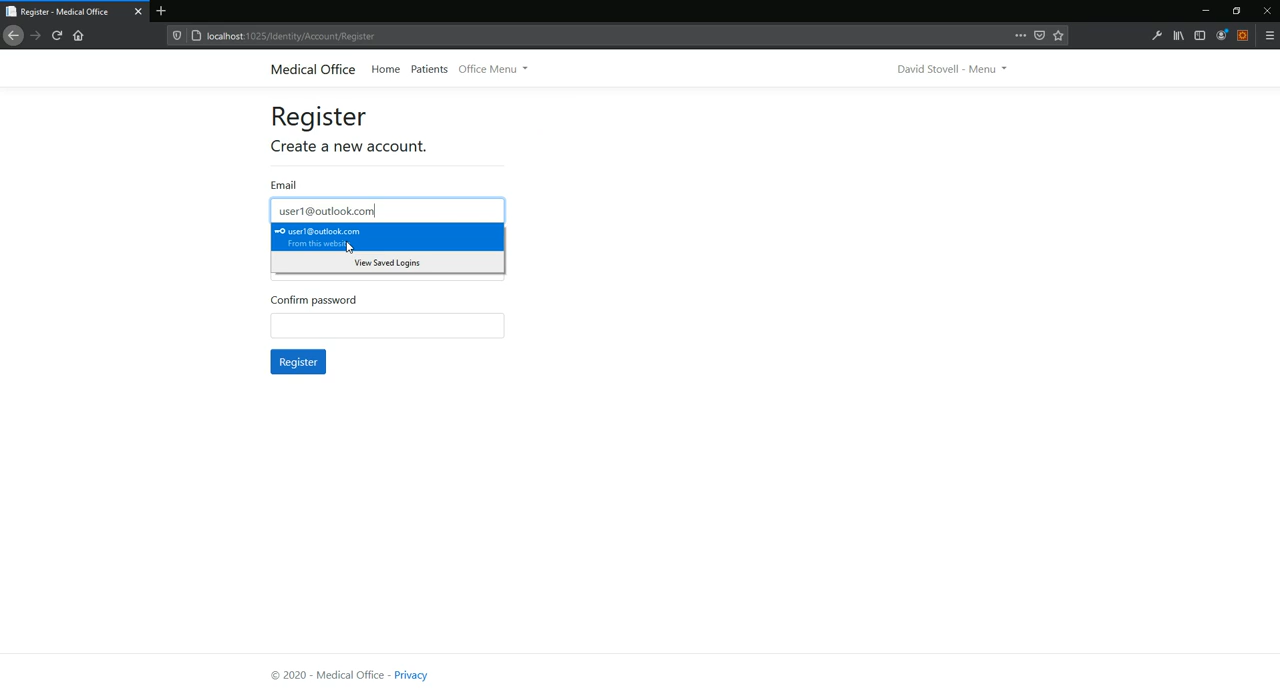 Register - Medical Office
localhost:1025/Identity/Account/Register
Medical Office Home Patients Office Menu David Stovell - Menu
Register
Create a new account.
Email
user1@outlook.com
user1@outlook.com
From this website
View Saved Logins
Confirm password
Register
© 2020 - Medical Office - Privacy